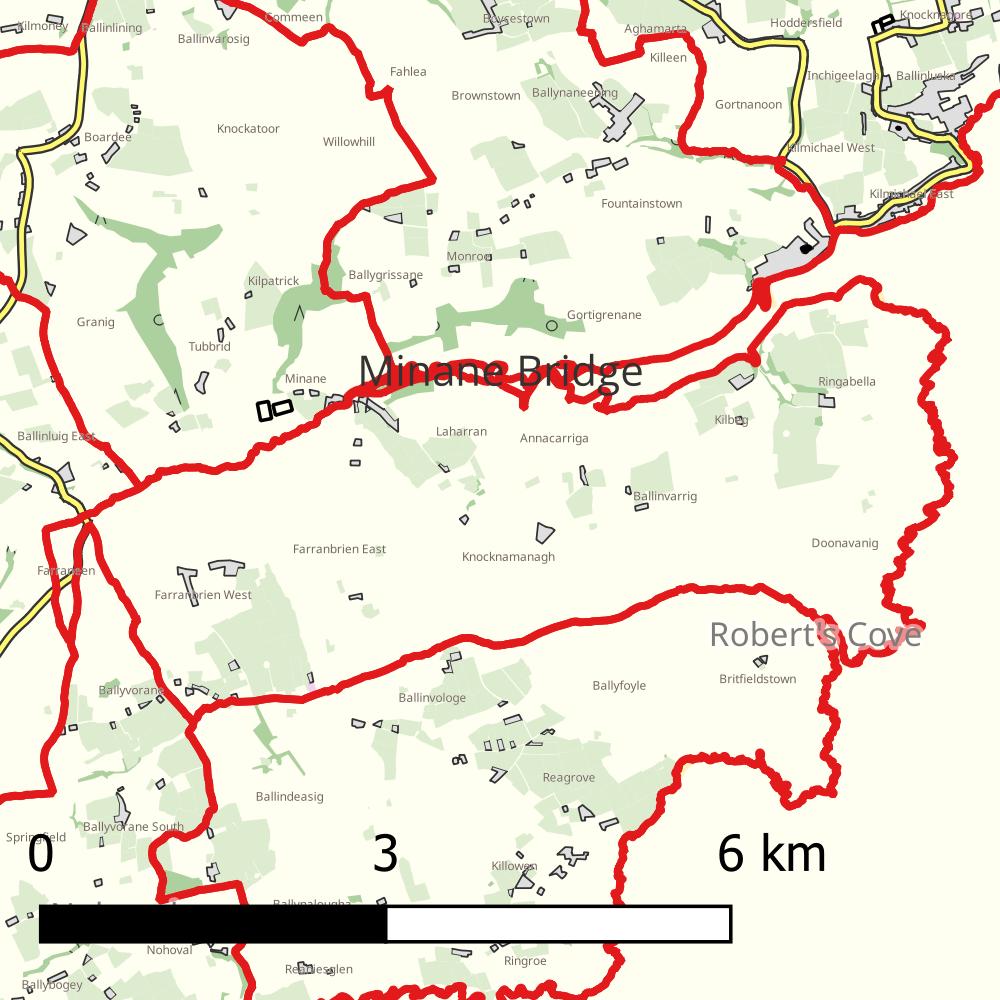 Commeen
Boycestown
Knocknagore
Hoddersfield
Kilmoney
Ballinlining
Aghamarta
Ballinvarosig
Killeen
Fahlea
Inchigeelagh
Ballinluska
Ballynaneening
Brownstown
Gortnanoon
Knockatoor
Boardee
Willowhill
Kilmichael West
Kilmichael East
Fountainstown
Monroe
Ballygrissane
Kilpatrick
Gortigrenane
Granig
Tubbrid
Minane Bridge
Minane
Ringabella
Kilbeg
Laharran
Ballinluig East
Annacarriga
Ballinvarrig
Doonavanig
Farranbrien East
Knocknamanagh
Farraneen
Farranbrien West
Robert's Cove
Britfieldstown
Ballyfoyle
Ballyvorane
Ballinvologe
Reagrove
Ballindeasig
Ballyvorane South
Springfield
0 3 6 km
Killowen
Ballynalougha
Nohoval
Ringroe
Reaniesglen
Ballybogey